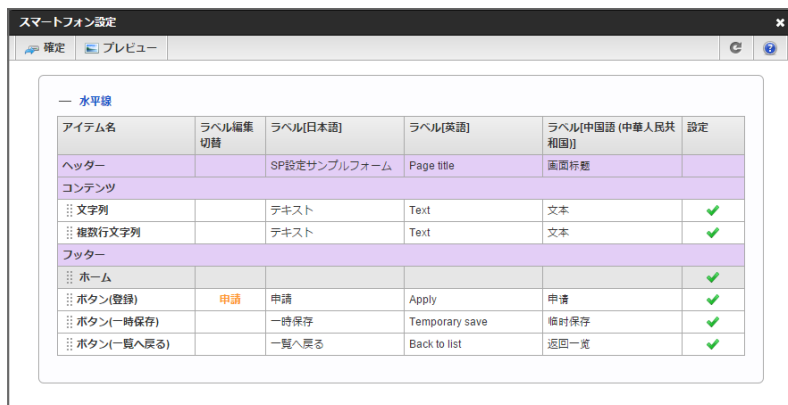 スマートフォン設定
確定 プレビュー
水平線
アイテム名 ラベル編集切替 ラベル[日本語] ラベル[英語] ラベル[中国語 (中華人民共和国)] 設定
ヘッダー SP設定サンプルフォーム Page title 画面标题
コンテンツ
文字列 テキスト Text 文本
複数行文字列 テキスト Text 文本
フッター
ホーム
ボタン(登録) 申請 申請 Apply 申请
ボタン(一時保存) 一時保存 Temporary save 临时保存
ボタン(一覧へ戻る) 一覧へ戻る Back to list 返回一览